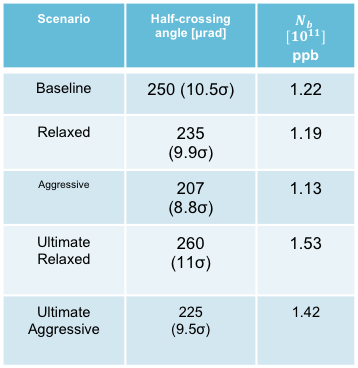 Scenario
Half-crossing
angle [μrad]
N_b
[10^11]
ppb
Baseline
250 (10.5σ)
1.22
Relaxed
235
(9.9σ)
1.19
Aggressive
207
(8.8σ)
1.13
Ultimate
Relaxed
260
(11σ)
1.53
Ultimate
Aggressive
225
(9.5σ)
1.42